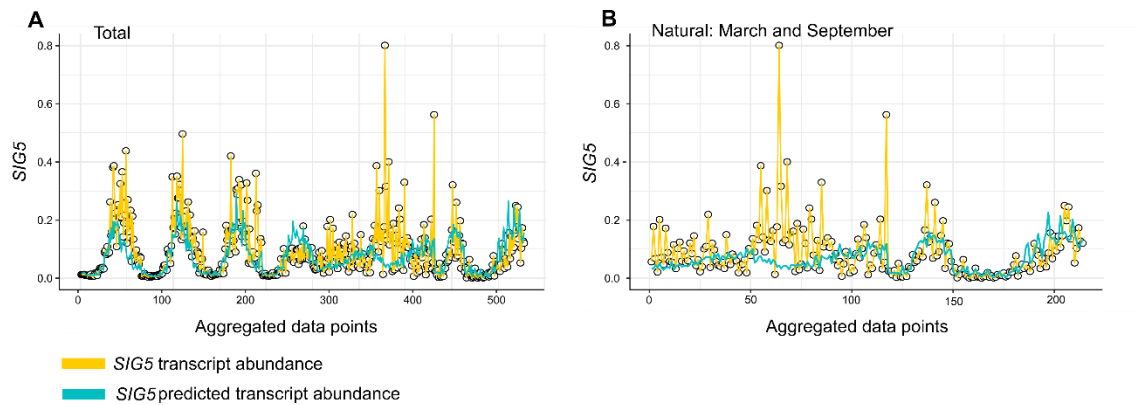 A
Total
0.8
0.6
0.4
0.2
0.0
SIG5
0 100 200 300 400 500
Aggregated data points
B
Natural: March and September
0.8
0.6
0.4
0.2
0.0
SIG5
0 50 100 150 200
Aggregated data points
SIG5 transcript abundance
SIG5 predicted transcript abundance